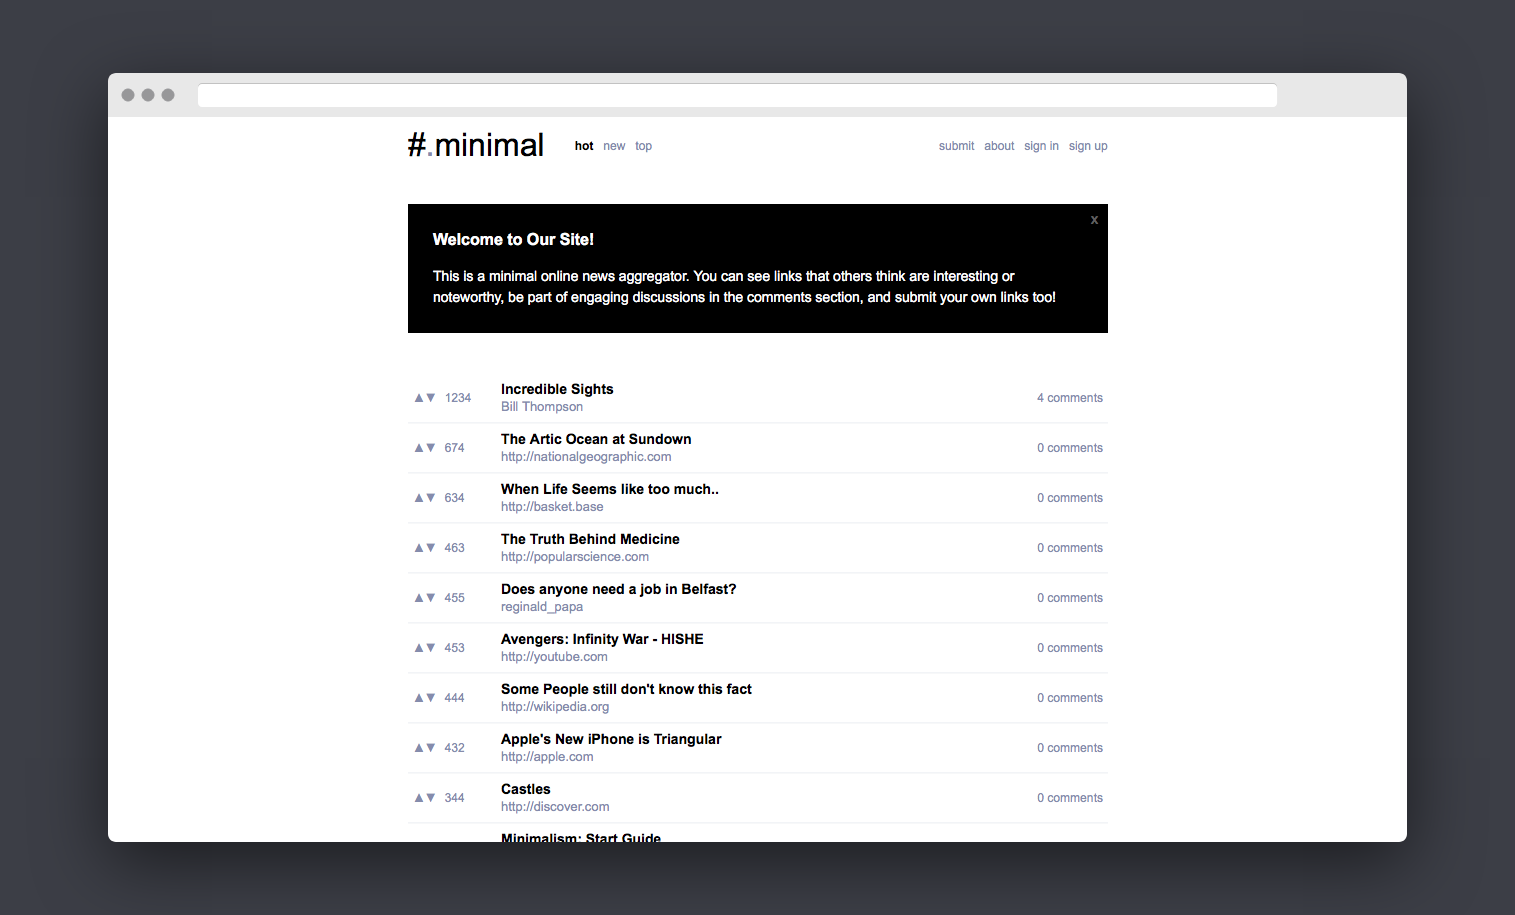 #.minimal hot new top submit about sign in sign up
x
Welcome to Our Site!
This is a minimal online news aggregator. You can see links that others think are interesting or
noteworthy, be part of engaging discussions in the comments section, and submit your own links too!
Incredible Sights
▲▼ 1234 4 comments
Bill Thompson
The Artic Ocean at Sundown
▲▼ 674 0 comments
http://nationalgeographic.com
When Life Seems like too much..
▲▼ 634 0 comments
http://basket.base
The Truth Behind Medicine
▲▼ 463 0 comments
http://popularscience.com
Does anyone need a job in Belfast?
▲▼ 455 0 comments
reginald_papa
Avengers: Infinity War - HISHE
▲▼ 453 0 comments
http://youtube.com
Some People still don't know this fact
▲▼ 444 0 comments
http://wikipedia.org
Apple's New iPhone is Triangular
▲▼ 432 0 comments
http://apple.com
Castles
▲▼ 344 0 comments
http://discover.com
Minimalism: Start Guide